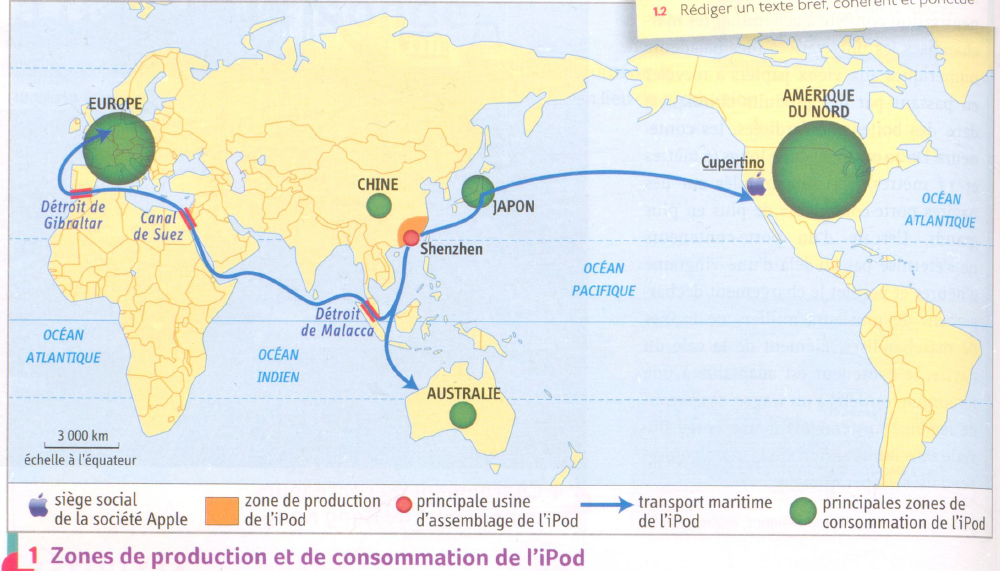 1.2 Rédiger un texte bref, cohérent et ponctué
EUROPE
AMÉRIQUE
DU NORD
Cupertino
CHINE
JAPON
Détroit de
Gibraltar
Canal
de Suez
OCÉAN
ATLANTIQUE
Shenzhen
OCÉAN
PACIFIQUE
Détroit
de Malacca
OCÉAN
ATLANTIQUE
OCÉAN
INDIEN
AUSTRALIE
3 000 km
échelle à l'équateur
siège social
de la société Apple
zone de production
de l'iPod
principale usine
d'assemblage de l'iPod
transport maritime
de l'iPod
principales zones de
consommation de l'iPod
1 Zones de production et de consommation de l'iPod